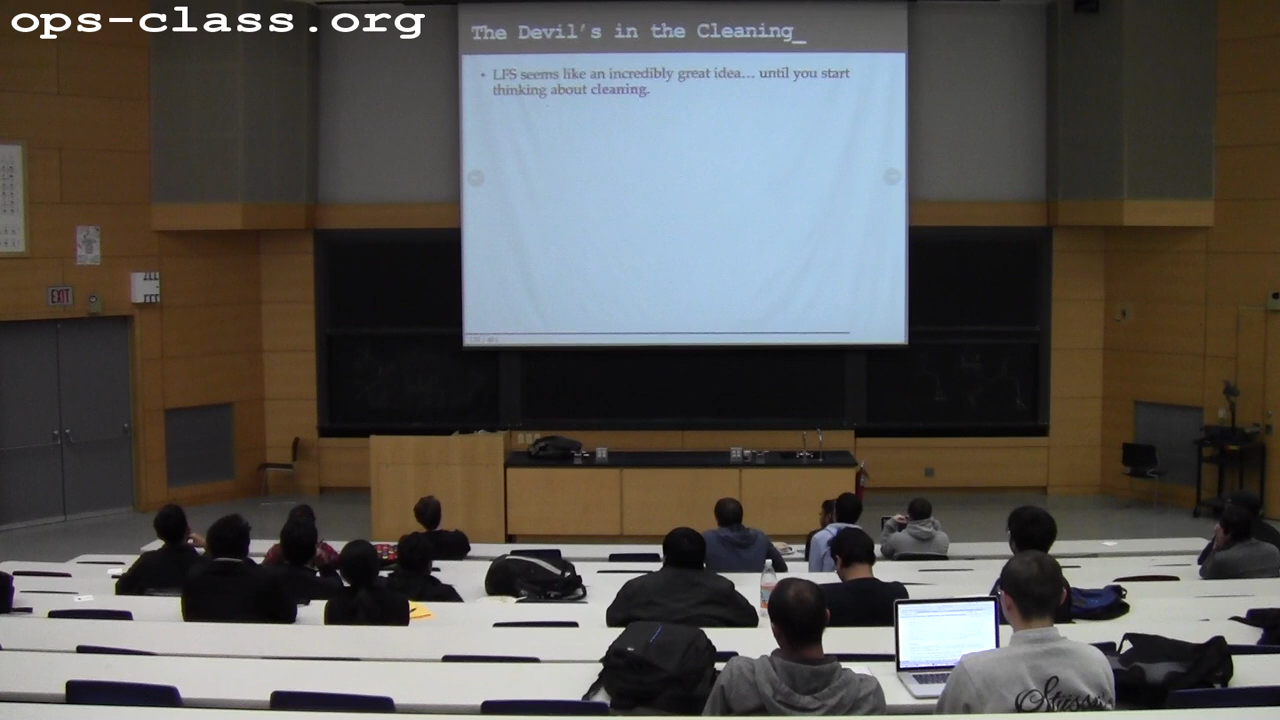 ops-class.org
The Devil's in the Cleaning_
• LFS seems like an incredibly great idea... until you start
thinking about cleaning.
EXIT
Stüssy